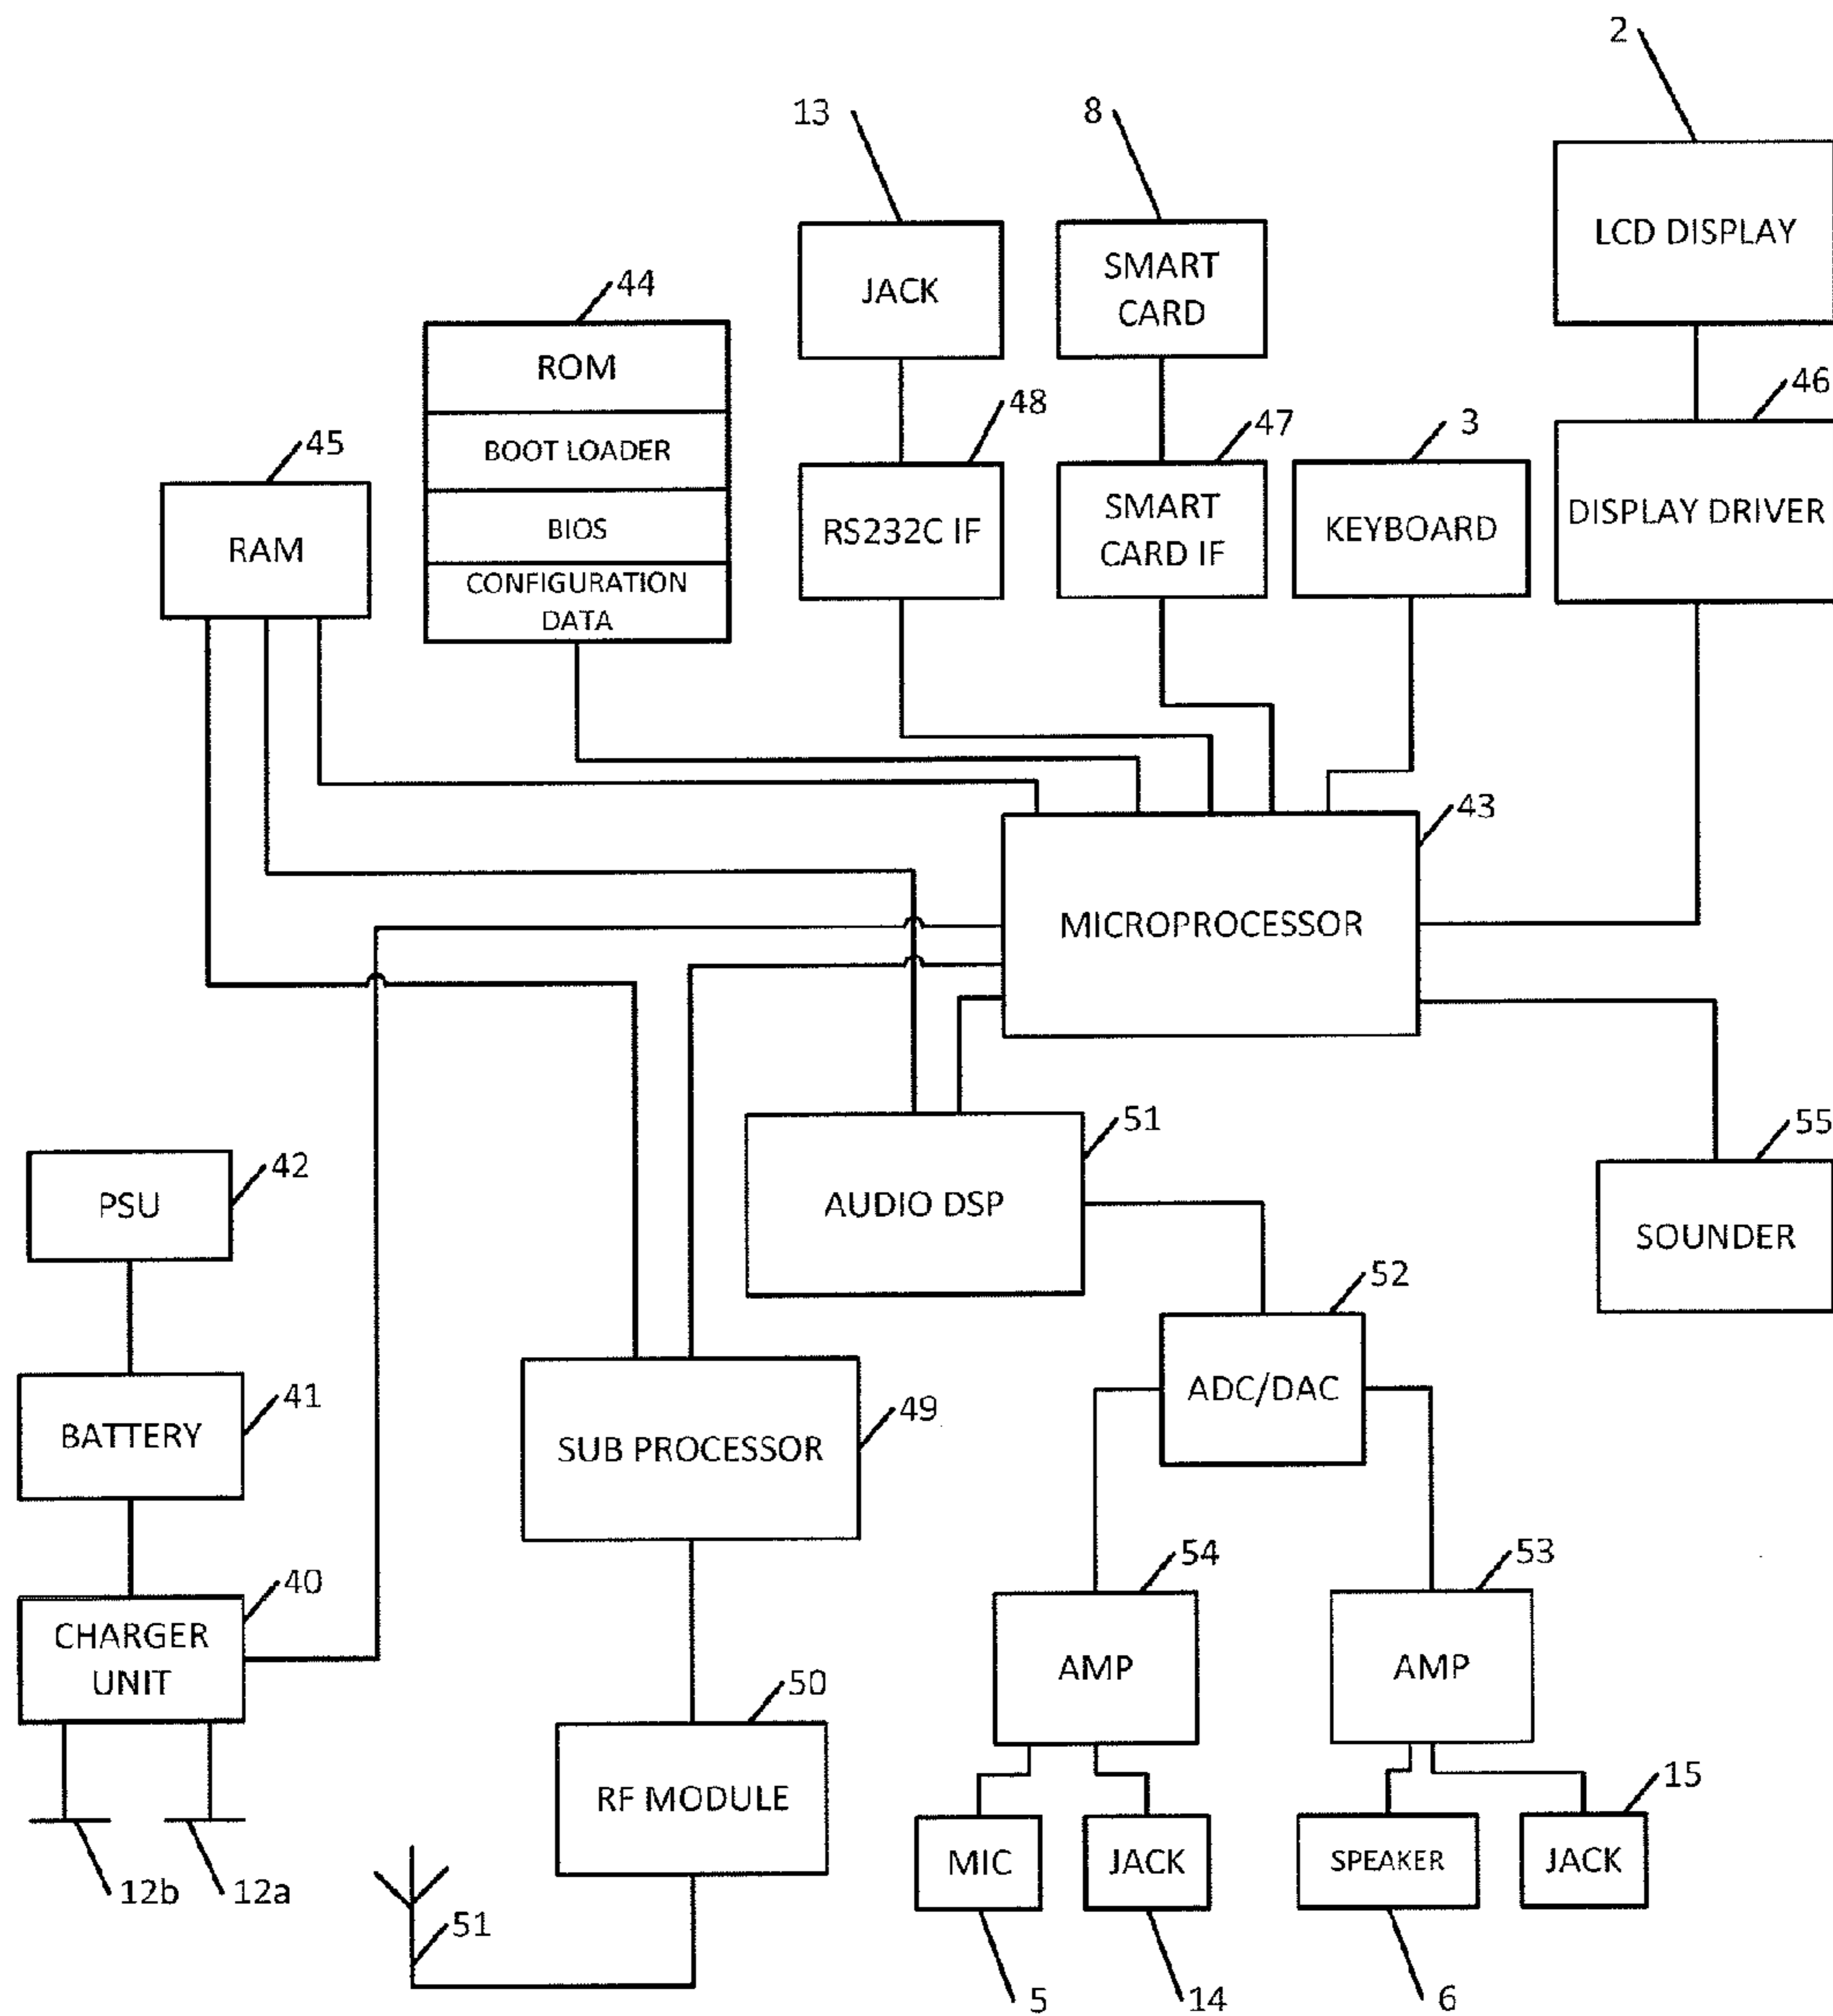 2
13
8
LCD DISPLAY
JACK
SMART
CARD
44
ROM
46
48
45
47
3
BOOT LOADER
RAM
BIOS
RS232C IF
SMART
CARD IF
KEYBOARD
DISPLAY DRIVER
CONFIGURATION
DATA
43
MICROPROCESSOR
51
55
42
PSU
AUDIO DSP
SOUNDER
52
41
ADC/DAC
49
BATTERY
SUB PROCESSOR
54
53
40
CHARGER
UNIT
AMP
AMP
50
RF MODULE
15
MIC
JACK
SPEAKER
JACK
12b
12a
51
5
14
6